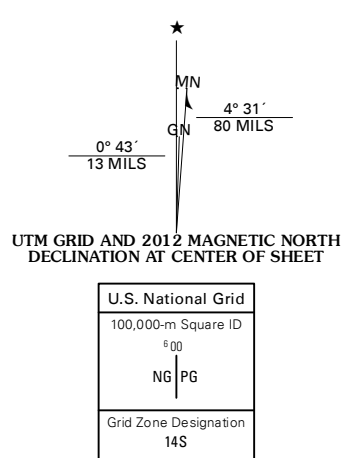 ★
MN
4° 31´
80 MILS
GN
0° 43´
13 MILS
UTM GRID AND 2012 MAGNETIC NORTH
DECLINATION AT CENTER OF SHEET
U.S. National Grid
100,000-m Square ID
⁶00
NG PG
Grid Zone Designation
14S